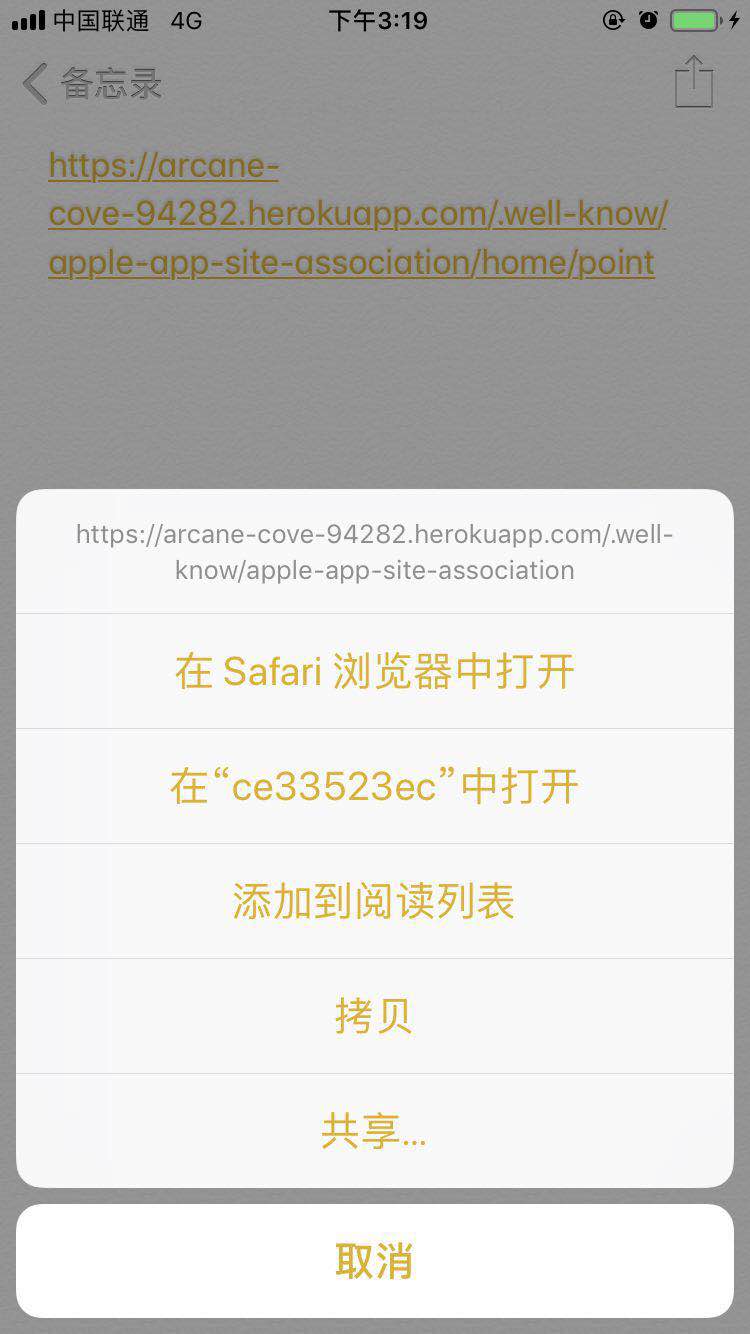 中国联通 4G 下午3:19
备忘录
https://arcane-
cove-94282.herokuapp.com/.well-know/
apple-app-site-association/home/point
https://arcane-cove-94282.herokuapp.com/.well-
know/apple-app-site-association
在 Safari 浏览器中打开
在“ce33523ec”中打开
添加到阅读列表
拷贝
共享...
取消